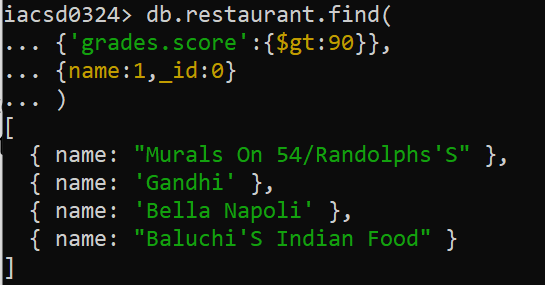 iacsd0324> db.restaurant.find(
... {'grades.score':{$gt:90}},
... {name:1,_id:0}
... )
[
  { name: "Murals On 54/Randolphs'S" },
  { name: 'Gandhi' },
  { name: 'Bella Napoli' },
  { name: "Baluchi'S Indian Food" }
]